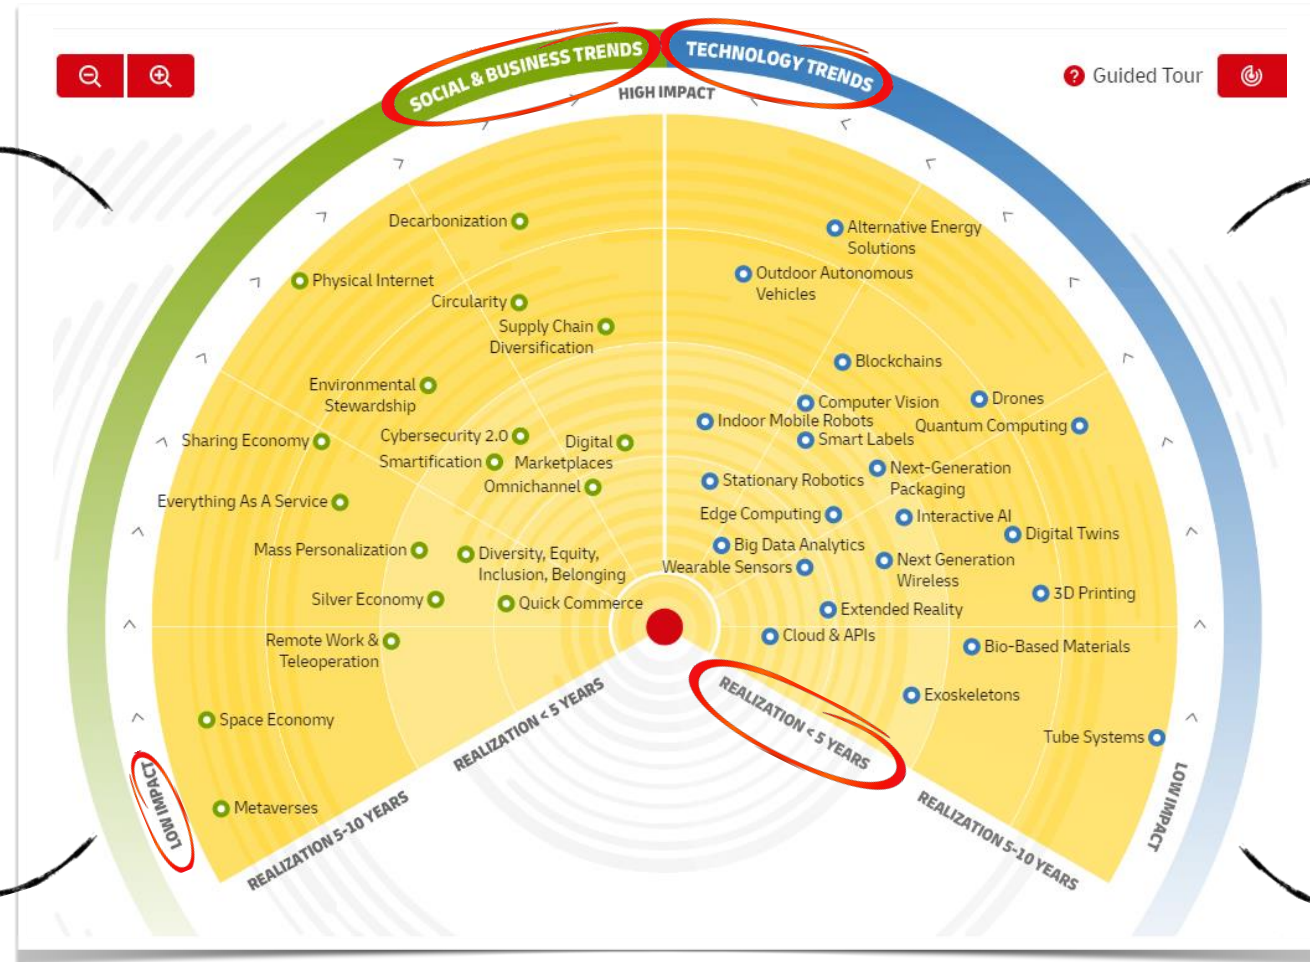 SOCIAL & BUSINESS TRENDS
TECHNOLOGY TRENDS
HIGH IMPACT
Guided Tour
Decarbonization
Physical Internet
Circularity
Supply Chain
Diversification
Environmental
Stewardship
Sharing Economy
Cybersecurity 2.0
Digital
Marketplaces
Smartification
Omnichannel
Everything As A Service
Mass Personalization
Diversity, Equity,
Inclusion, Belonging
Silver Economy
Quick Commerce
Remote Work &
Teleoperation
Space Economy
Metaverses
Alternative Energy
Solutions
Outdoor Autonomous
Vehicles
Blockchains
Computer Vision
Drones
Indoor Mobile Robots
Quantum Computing
Smart Labels
Next-Generation
Packaging
Stationary Robotics
Edge Computing
Interactive AI
Digital Twins
Big Data Analytics
Wearable Sensors
Next Generation
Wireless
3D Printing
Extended Reality
Cloud & APIs
Bio-Based Materials
Exoskeletons
Tube Systems
REALIZATION < 5 YEARS
REALIZATION < 5 YEARS
LOW IMPACT
LOW IMPACT
REALIZATION 5-10 YEARS
REALIZATION 5-10 YEARS